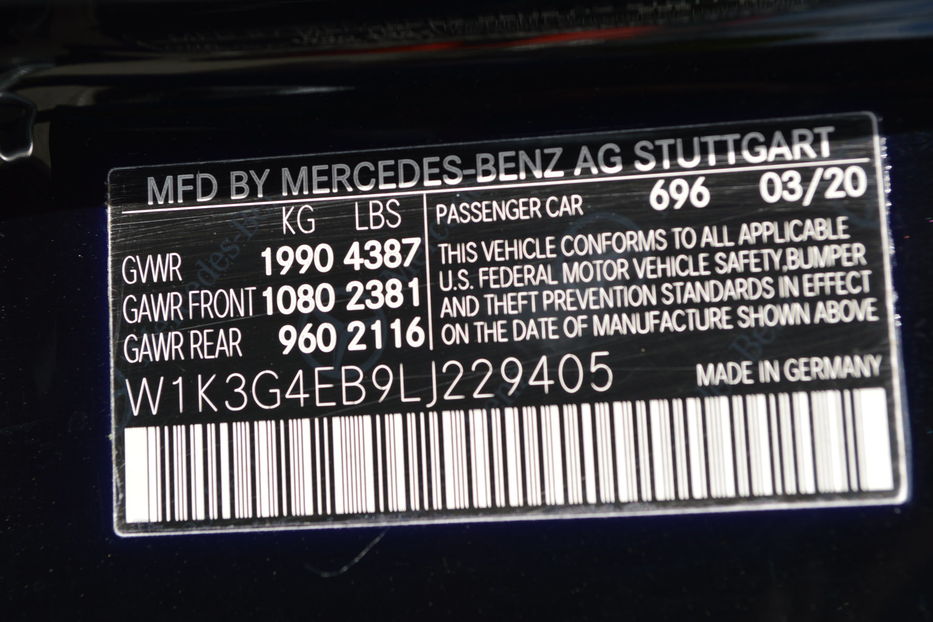 MFD BY MERCEDES-BENZ AG STUTTGART
KG LBS
GVWR 1990 4387
GAWR FRONT 1080 2381
GAWR REAR 960 2116
PASSENGER CAR 696 03/20
THIS VEHICLE CONFORMS TO ALL APPLICABLE
U.S. FEDERAL MOTOR VEHICLE SAFETY,BUMPER
AND THEFT PREVENTION STANDARDS IN EFFECT
ON THE DATE OF MANUFACTURE SHOWN ABOVE
W1K3G4EB9LJ229405
MADE IN GERMANY